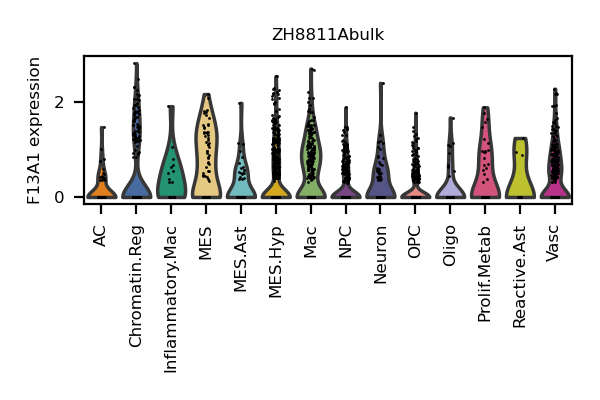 ZH8811Abulk
F13A1 expression
2
0
AC
Chromatin.Reg
Inflammatory.Mac
MES
MES.Ast
MES.Hyp
Mac
NPC
Neuron
OPC
Oligo
Prolif.Metab
Reactive.Ast
Vasc